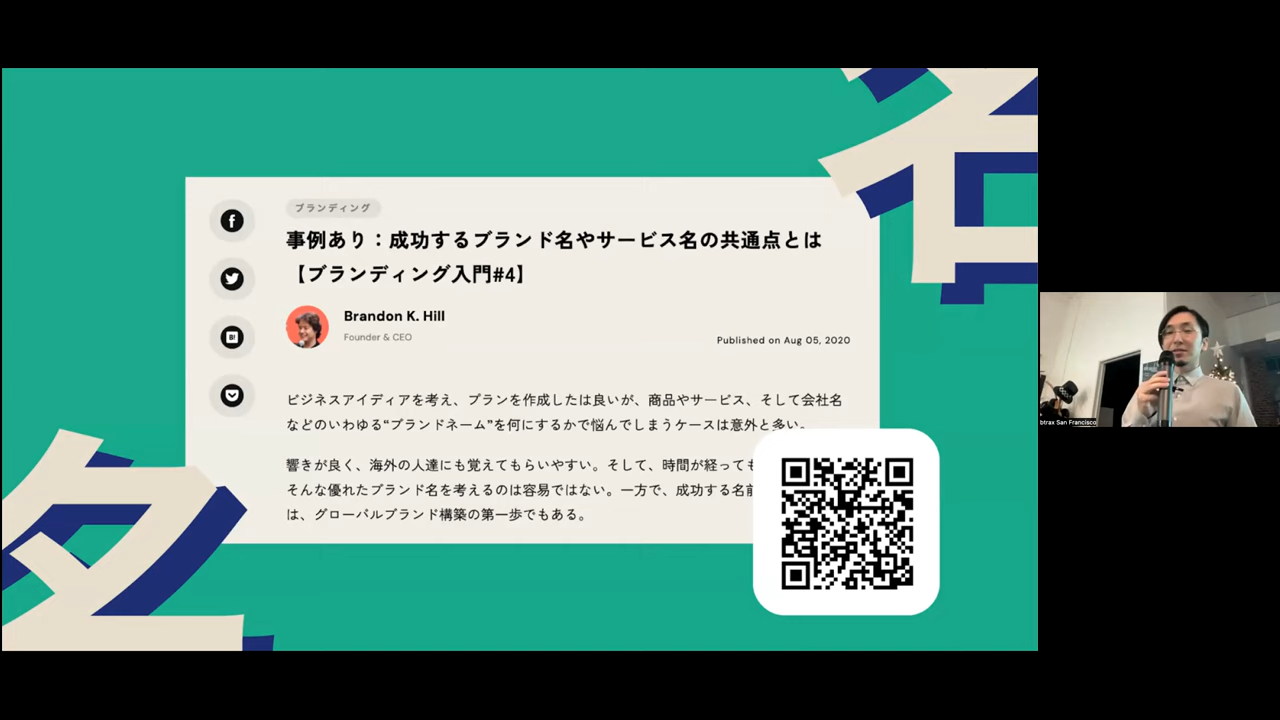 名
ブランディング
事例あり：成功するブランド名やサービス名の共通点とは
【ブランディング入門#4】
Brandon K. Hill
Founder & CEO
Published on Aug 05, 2020
ビジネスアイディアを考え、プランを作成したは良いが、商品やサービス、そして会社名
などのいわゆる“ブランドネーム”を何にするかで悩んでしまうケースは意外と多い。
響きが良く、海外の人達にも覚えてもらいやすい。そして、時間が経っても
そんな優れたブランド名を考えるのは容易ではない。一方で、成功する名前
は、グローバルブランド構築の第一歩でもある。
B!
名
btrax San Francisco